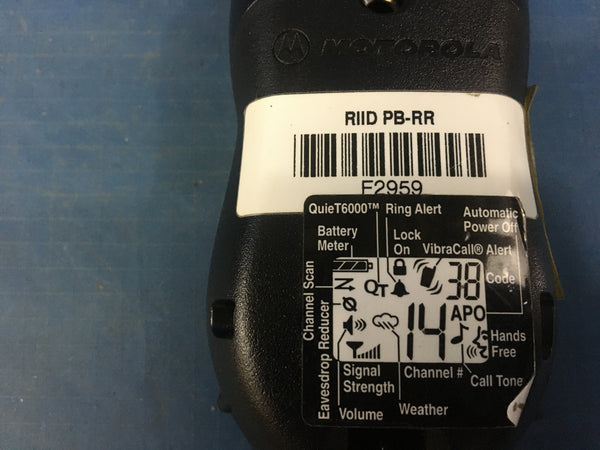 MOTOROLA
RIID PB-RR
F2959
QuieT6000™
Ring Alert
Automatic
Power Off
Battery
Meter
Lock
On
VibraCall® Alert
Code
Channel Scan
QT
38
Eavesdrop Reducer
14
APO
Hands
Free
Signal
Strength
Channel #
Call Tone
Volume
Weather